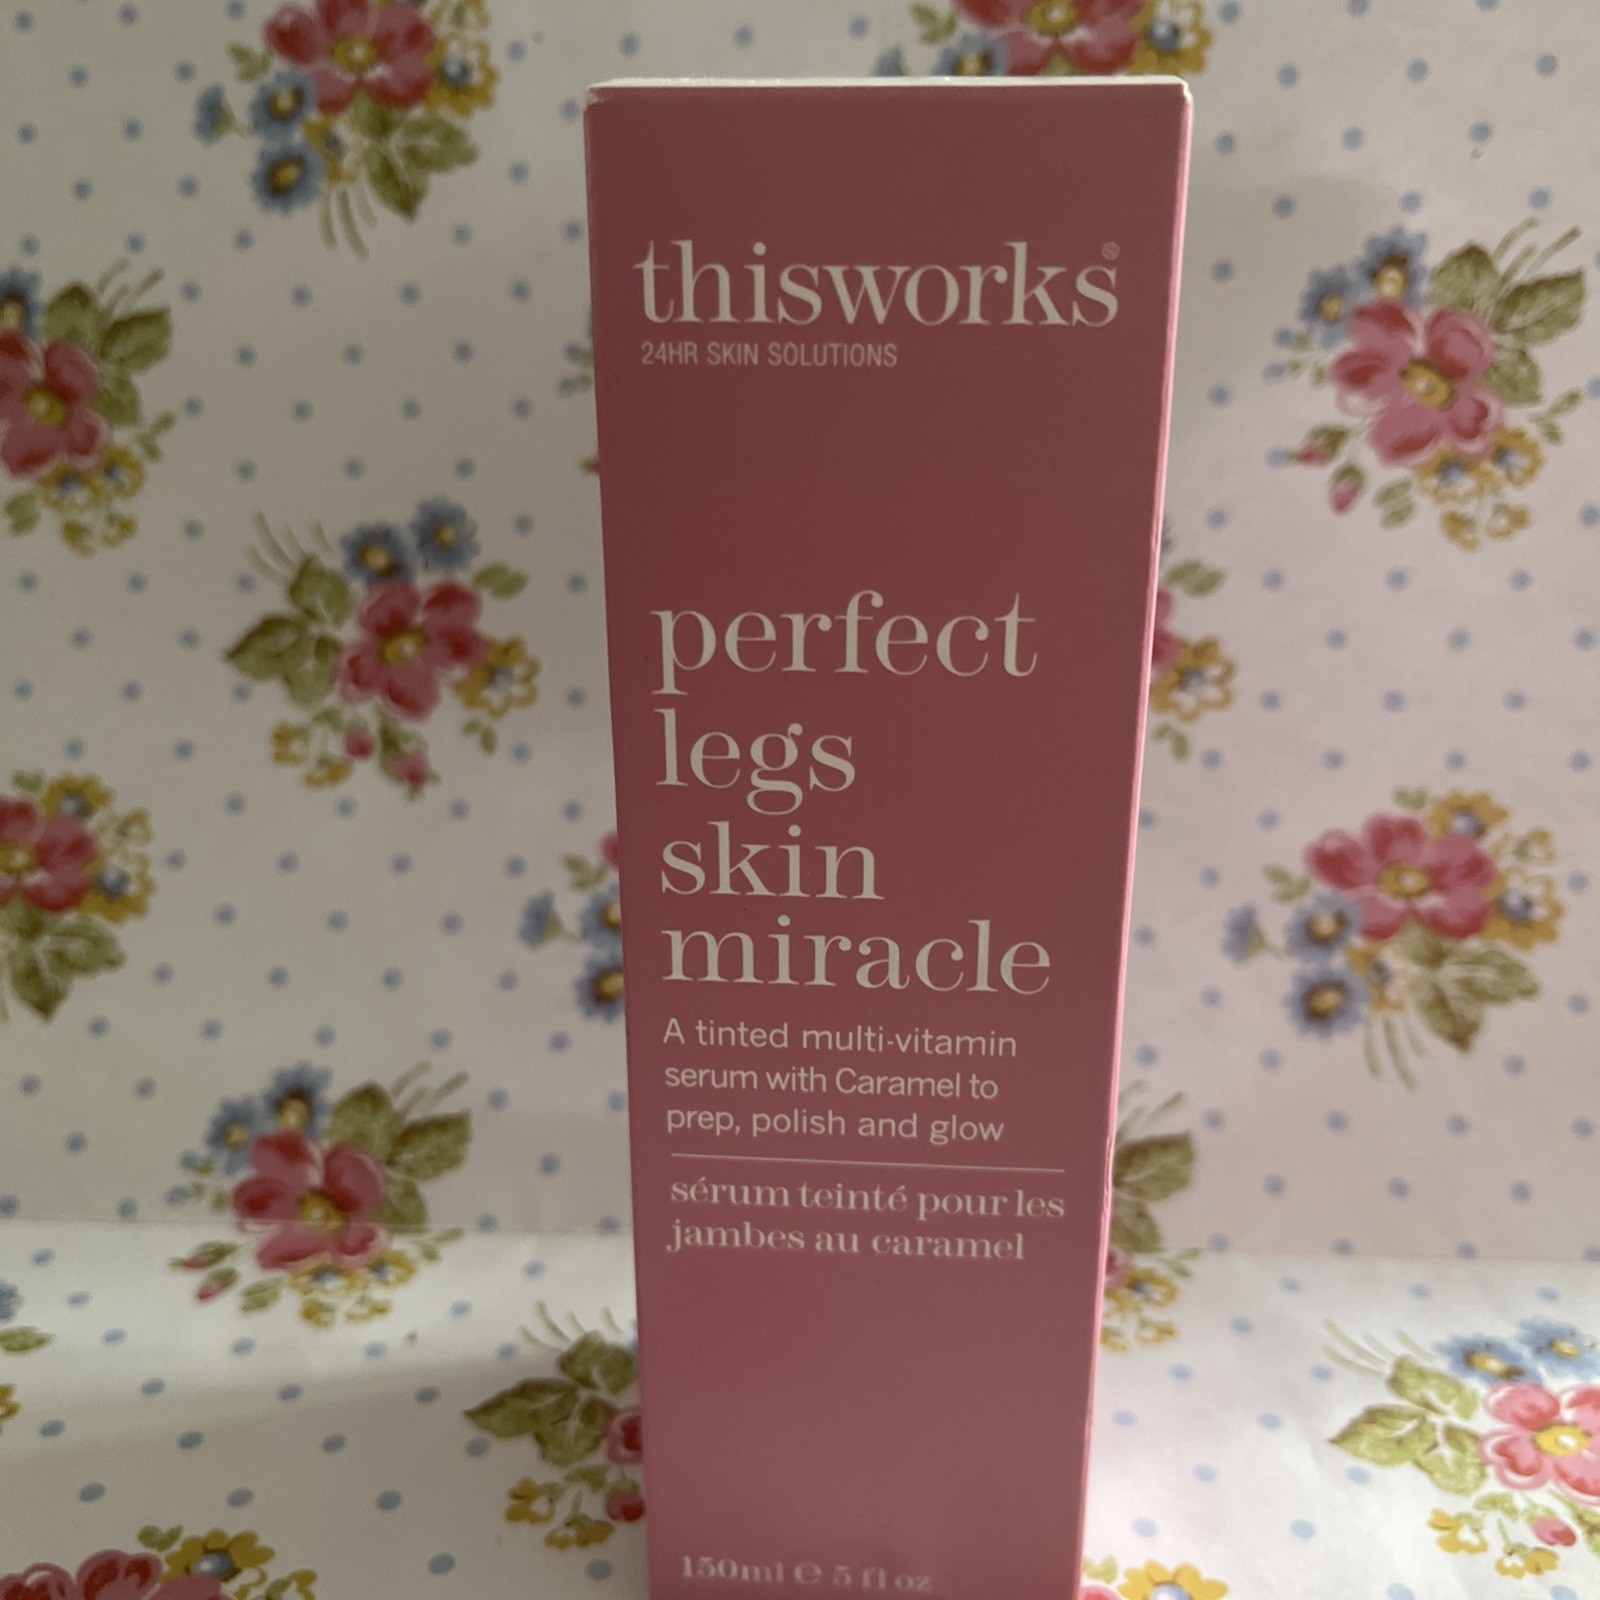 thisworks®
24HR SKIN SOLUTIONS
perfect
legs
skin
miracle
A tinted multi-vitamin
serum with Caramel to
prep, polish and glow
sérum teinté pour les
jambes au caramel
150ml ℮ 5 fl oz